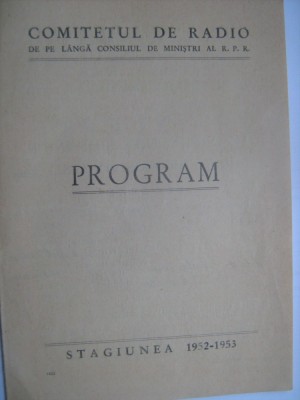 COMITETUL DE RADIO
DE PE LÂNGĂ CONSILIUL DE MINIȘTRI AL R. P. R.
PROGRAM
STAGIUNEA 1952-1953